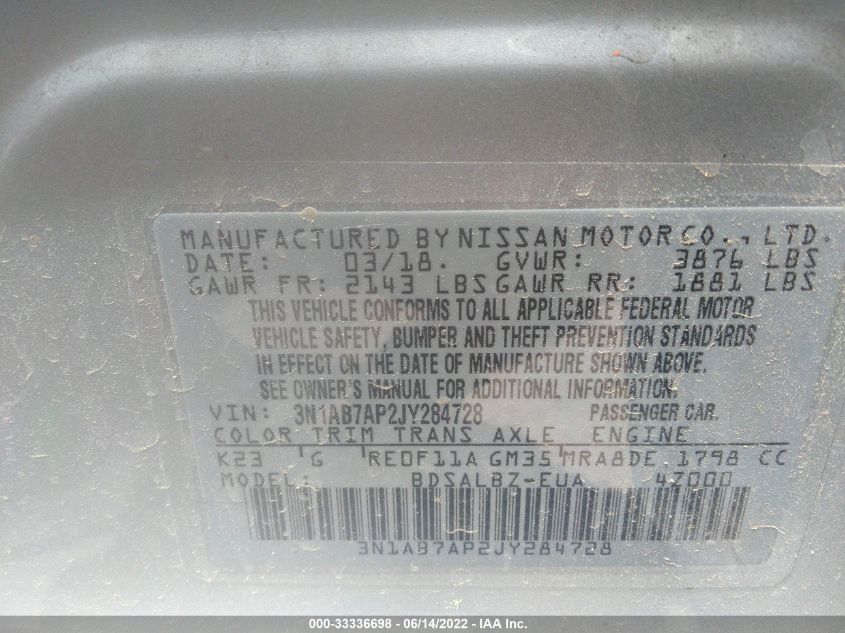 MANUFACTURED BY NISSAN MOTOR CO., LTD.
DATE: 03/18. GVWR: 3876 LBS
GAWR FR: 2143 LBS GAWR RR: 1881 LBS
THIS VEHICLE CONFORMS TO ALL APPLICABLE FEDERAL MOTOR
VEHICLE SAFETY, BUMPER AND THEFT PREVENTION STANDARDS
IN EFFECT ON THE DATE OF MANUFACTURE SHOWN ABOVE.
SEE OWNER'S MANUAL FOR ADDITIONAL INFORMATION.
VIN: 3N1AB7AP2JY284728 PASSENGER CAR.
COLOR TRIM TRANS AXLE ENGINE
K23 'G 'RE0F11A GM35'MRA8DE 1798 CC
MODEL: BDSALBZ-EUA 4Z000
3N1AB7AP2JY284728
000-33336698 - 06/14/2022 - IAA Inc.